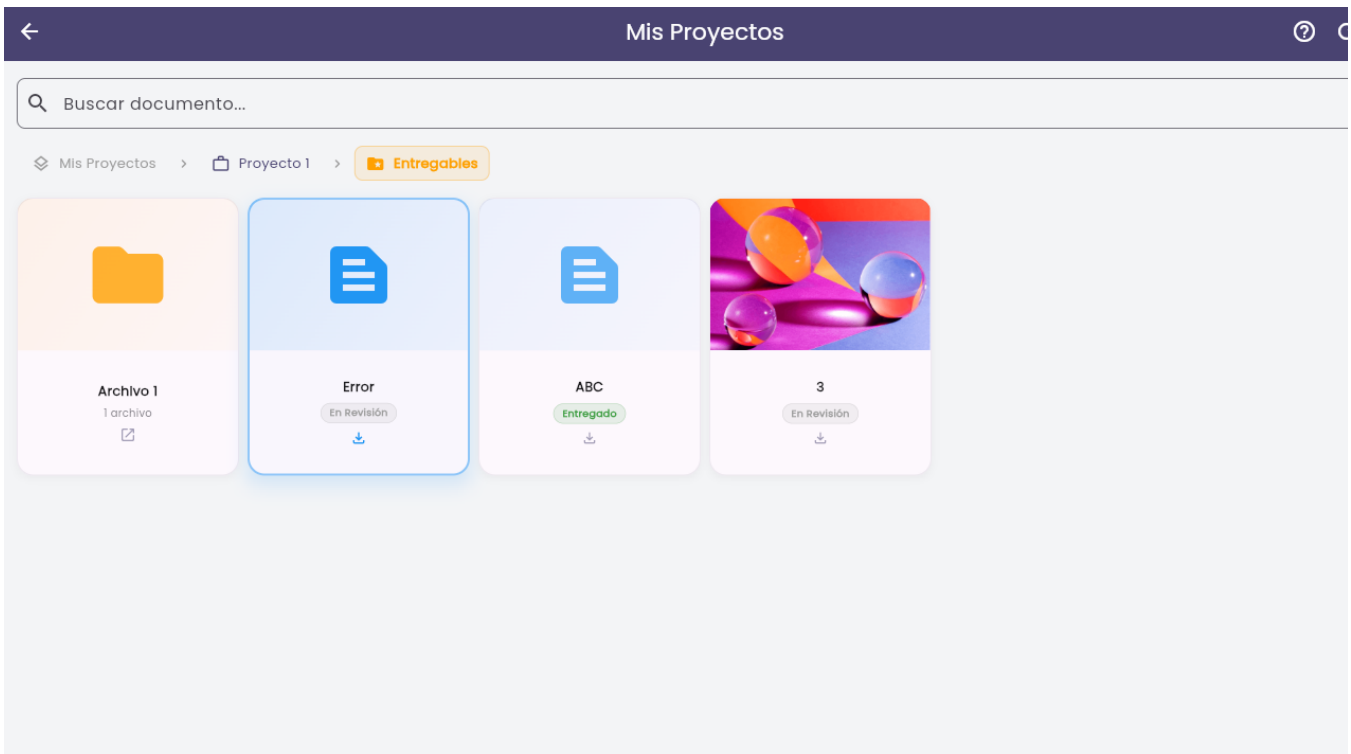 Mis Proyectos
Buscar documento...
Mis Proyectos > Proyecto 1 > Entregables
Archivo 1
1 archivo
Error
En Revisión
ABC
Entregado
3
En Revisión